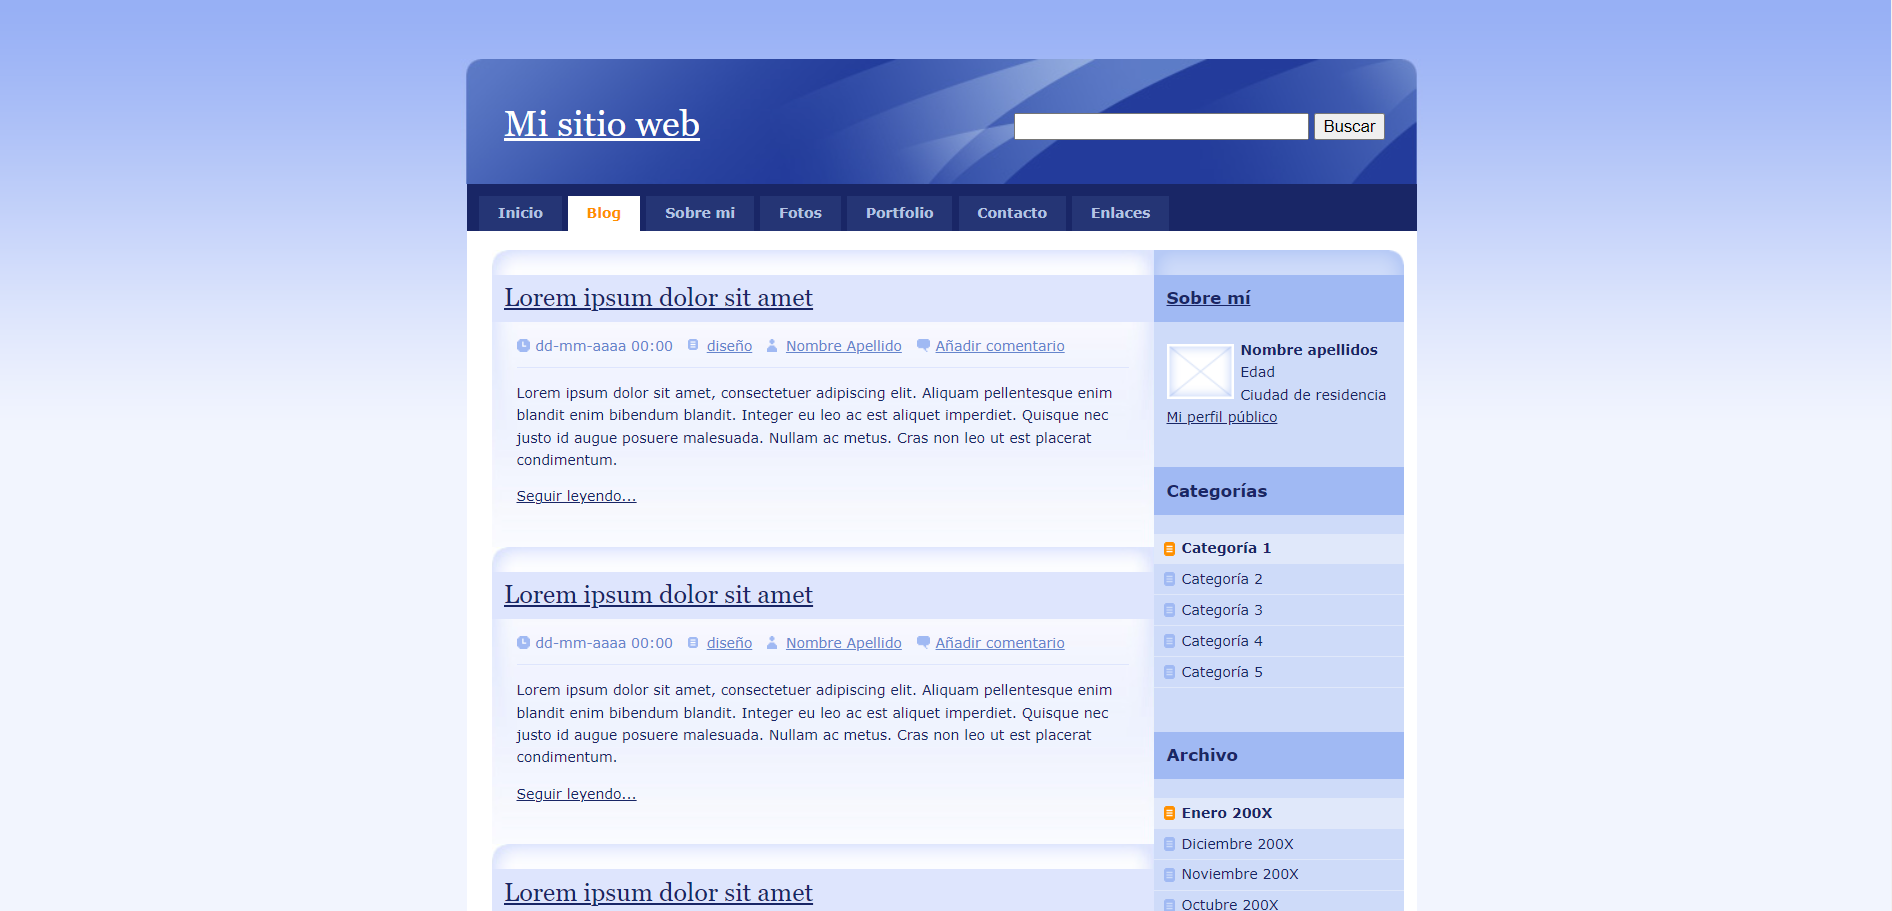 Mi sitio web
Buscar
Inicio Blog Sobre mi Fotos Portfolio Contacto Enlaces
Lorem ipsum dolor sit amet
dd-mm-aaaa 00:00 diseño Nombre Apellido Añadir comentario
Lorem ipsum dolor sit amet, consectetuer adipiscing elit. Aliquam pellentesque enim
blandit enim bibendum blandit. Integer eu leo ac est aliquet imperdiet. Quisque nec
justo id augue posuere malesuada. Nullam ac metus. Cras non leo ut est placerat
condimentum.
Seguir leyendo...
Lorem ipsum dolor sit amet
dd-mm-aaaa 00:00 diseño Nombre Apellido Añadir comentario
Lorem ipsum dolor sit amet, consectetuer adipiscing elit. Aliquam pellentesque enim
blandit enim bibendum blandit. Integer eu leo ac est aliquet imperdiet. Quisque nec
justo id augue posuere malesuada. Nullam ac metus. Cras non leo ut est placerat
condimentum.
Seguir leyendo...
Lorem ipsum dolor sit amet
Sobre mí
Nombre apellidos
Edad
Ciudad de residencia
Mi perfil público
Categorías
Categoría 1
Categoría 2
Categoría 3
Categoría 4
Categoría 5
Archivo
Enero 200X
Diciembre 200X
Noviembre 200X
Octubre 200X